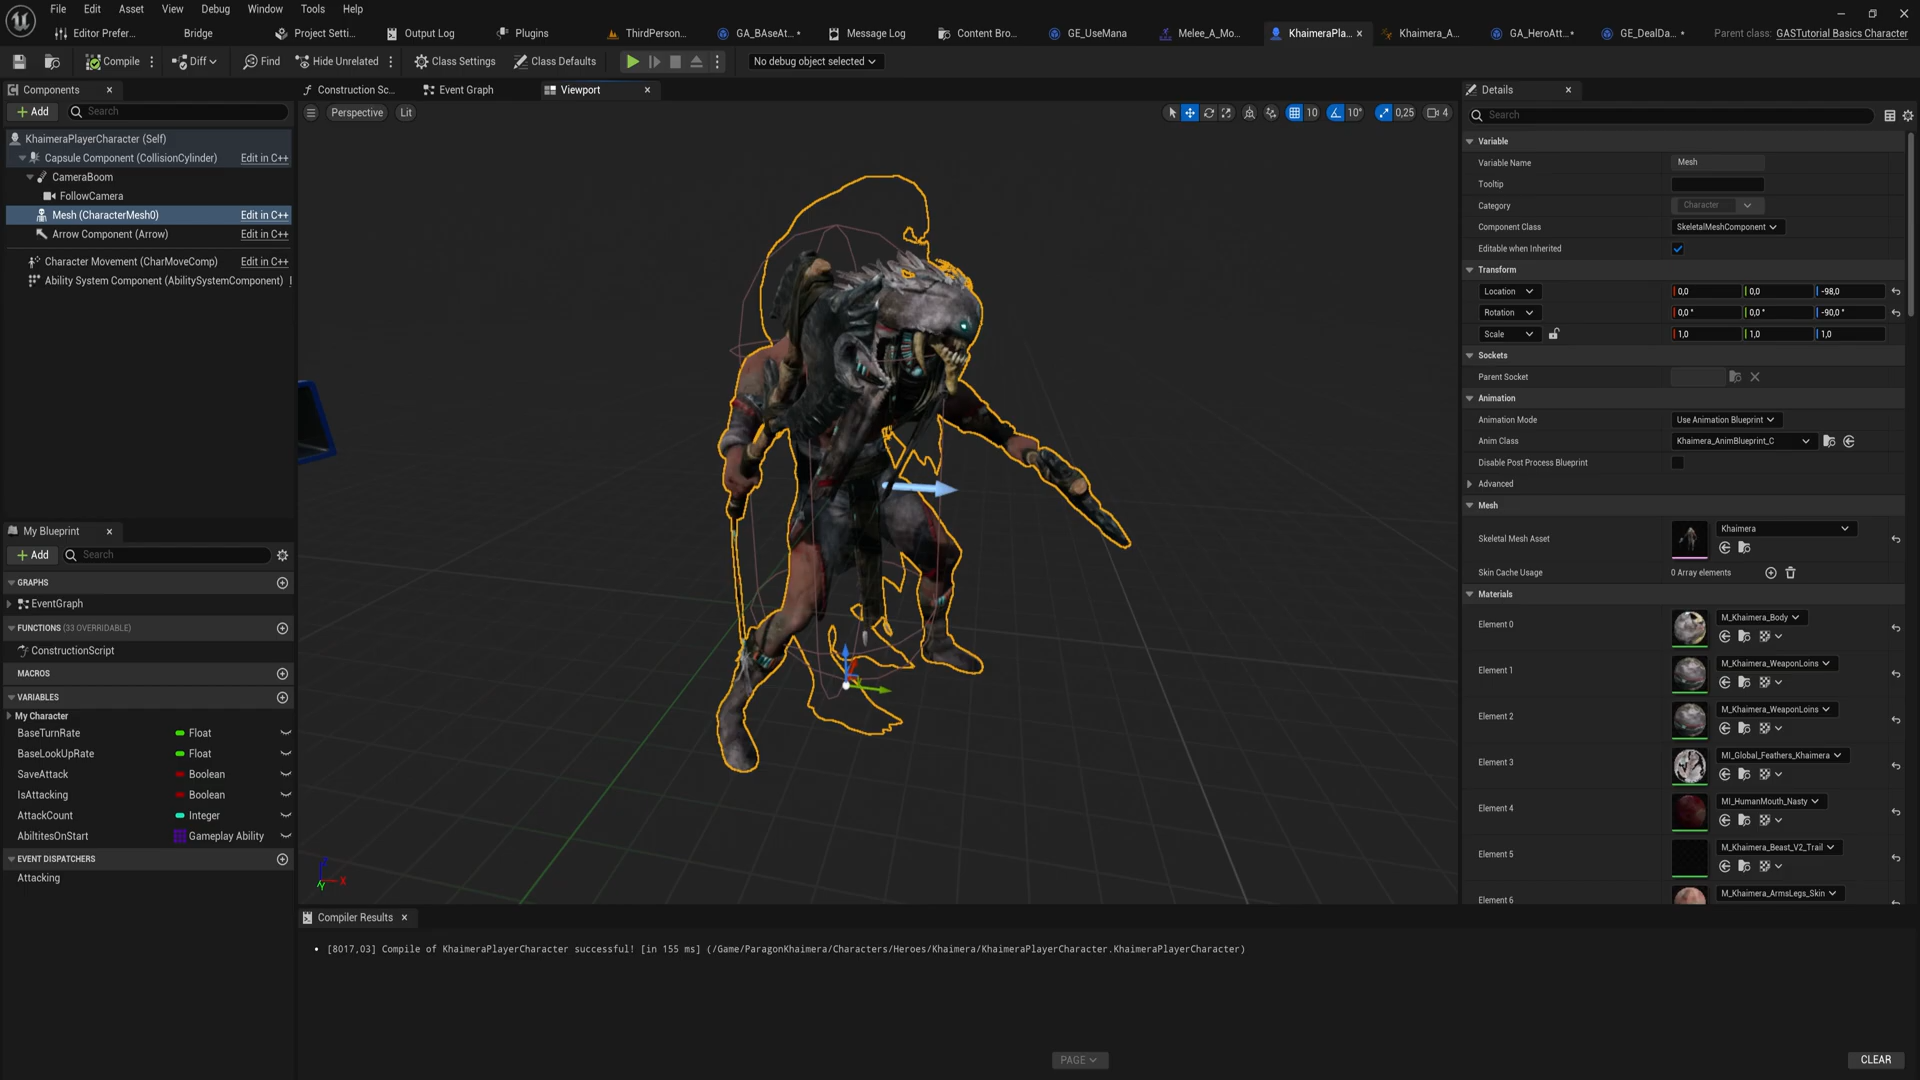 File Edit Asset View Debug Window Tools Help
Editor Prefer... Bridge Project Setti... Output Log Plugins ThirdPerson... GA_BAseAt...* Message Log Content Bro... GE_UseMana Melee_A_Mo... KhaimeraPla... Khaimera_A... GA_HeroAtt...* GE_DealDa...* Parent class: GASTutorial Basics Character
Compile Diff Find Hide Unrelated Class Settings Class Defaults No debug object selected
Components
Add Search
KhaimeraPlayerCharacter (Self)
Capsule Component (CollisionCylinder) Edit in C++
CameraBoom
FollowCamera
Mesh (CharacterMesh0) Edit in C++
Arrow Component (Arrow) Edit in C++
Character Movement (CharMoveComp) Edit in C++
Ability System Component (AbilitySystemComponent)
My Blueprint
Add Search
GRAPHS
EventGraph
FUNCTIONS (33 OVERRIDABLE)
ConstructionScript
MACROS
VARIABLES
My Character
BaseTurnRate Float
BaseLookUpRate Float
SaveAttack Boolean
IsAttacking Boolean
AttackCount Integer
AbiltitesOnStart Gameplay Ability
EVENT DISPATCHERS
Attacking
Construction Sc... Event Graph Viewport
Perspective Lit 10 10° 0,25 4
X
Y
Compiler Results
[8017,03] Compile of KhaimeraPlayerCharacter successful! [in 155 ms] (/Game/ParagonKhaimera/Characters/Heroes/Khaimera/KhaimeraPlayerCharacter.KhaimeraPlayerCharacter)
PAGE CLEAR
Details
Search
Variable
Variable Name Mesh
Tooltip
Category Character
Component Class SkeletalMeshComponent
Editable when Inherited
Transform
Location 0,0 0,0 -98,0
Rotation 0,0 ° 0,0 ° -90,0 °
Scale 1,0 1,0 1,0
Sockets
Parent Socket
Animation
Animation Mode Use Animation Blueprint
Anim Class Khaimera_AnimBlueprint_C
Disable Post Process Blueprint
Advanced
Mesh
Skeletal Mesh Asset Khaimera
Skin Cache Usage 0 Array elements
Materials
Element 0 M_Khaimera_Body
Element 1 M_Khaimera_WeaponLoins
Element 2 M_Khaimera_WeaponLoins
Element 3 MI_Global_Feathers_Khaimera
Element 4 MI_HumanMouth_Nasty
Element 5 M_Khaimera_Beast_V2_Trail
Element 6 M_Khaimera_ArmsLegs_Skin